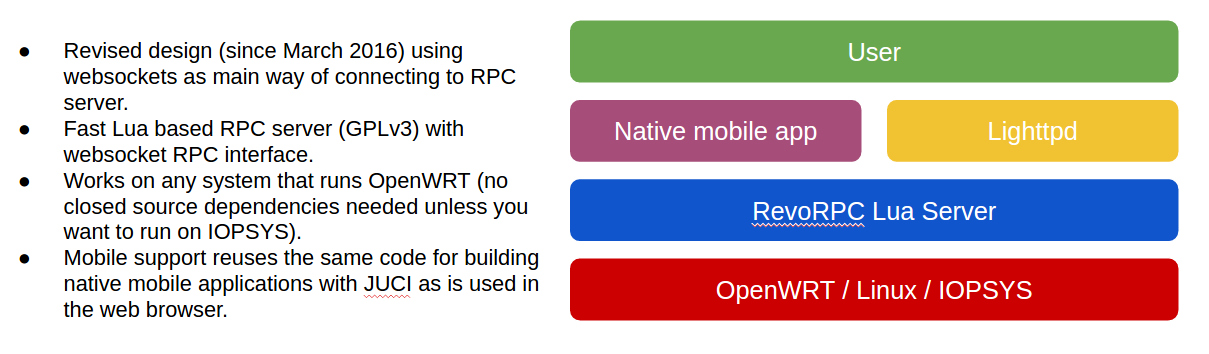 ● Revised design (since March 2016) using
websockets as main way of connecting to RPC
server.
● Fast Lua based RPC server (GPLv3) with
websocket RPC interface.
● Works on any system that runs OpenWRT (no
closed source dependencies needed unless you
want to run on IOPSYS).
● Mobile support reuses the same code for building
native mobile applications with JUCI as is used in
the web browser.
User
Native mobile app
Lighttpd
RevoRPC Lua Server
OpenWRT / Linux / IOPSYS